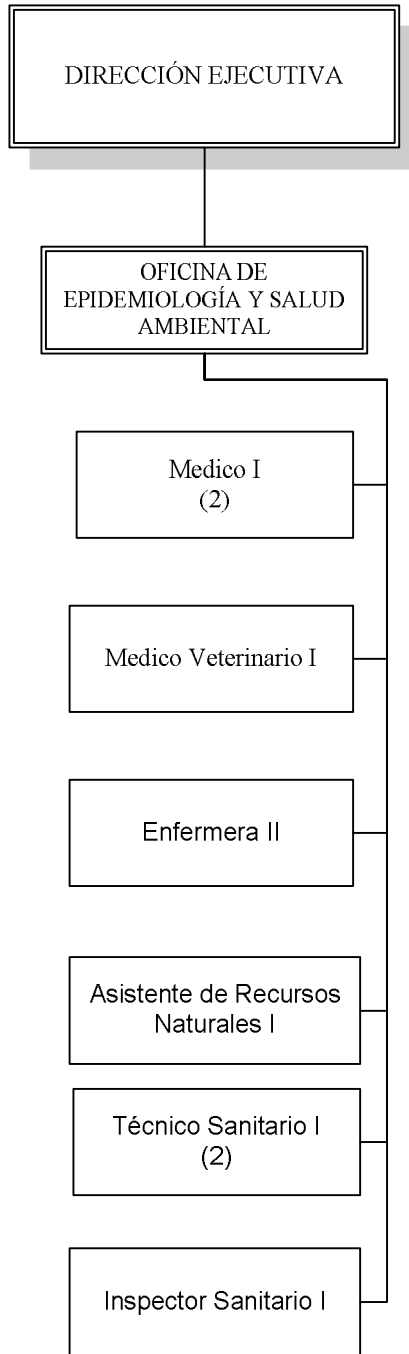 DIRECCIÓN EJECUTIVA
OFICINA DE
EPIDEMIOLOGÍA Y SALUD
AMBIENTAL
Medico I
(2)
Medico Veterinario I
Enfermera II
Asistente de Recursos
Naturales I
Técnico Sanitario I
(2)
Inspector Sanitario I